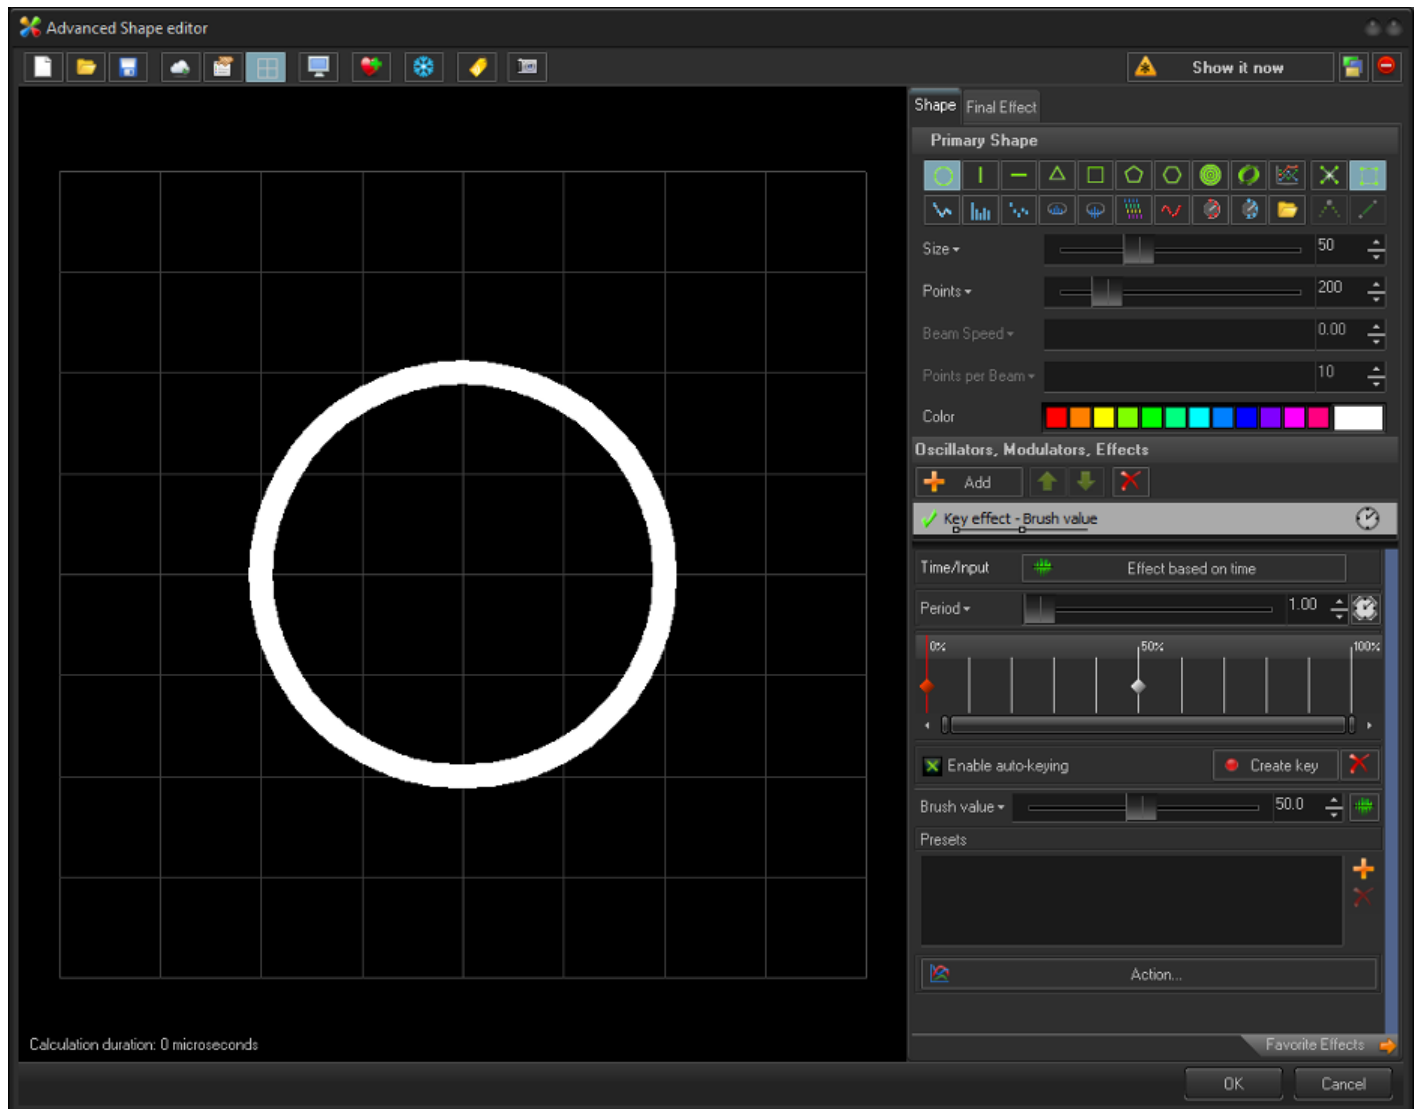 Advanced Shape editor
Show it now
Shape
Final Effect
Primary Shape
Size
50
Points
200
Beam Speed
0.00
Points per Beam
10
Color
Oscillators, Modulators, Effects
Add
Key effect - Brush value
Time/Input
Effect based on time
Period
1.00
0%
50%
100%
Enable auto-keying
Create key
Brush value
50.0
Presets
Action...
Calculation duration: 0 microseconds
Favorite Effects
OK
Cancel